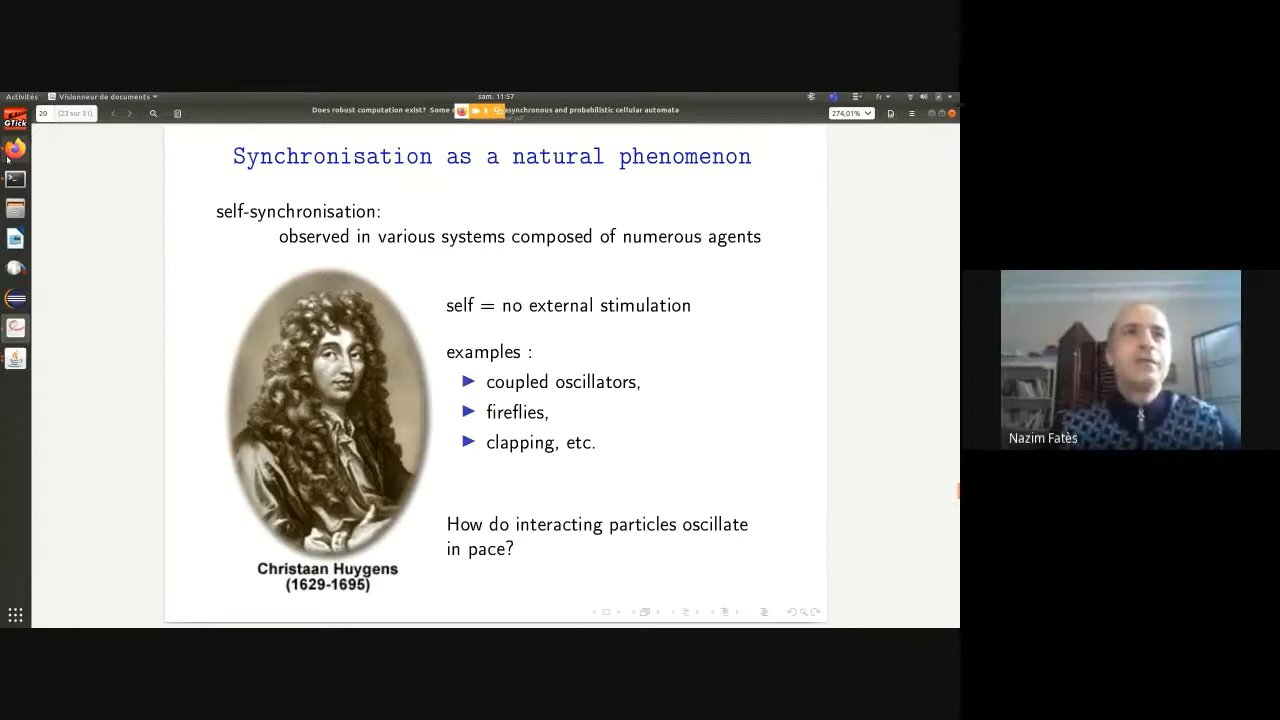 Activités
Visionneur de documents
sam. 11:57
fr
20
(23 sur 31)
Does robust computation exist? Some
asynchronous and probabilistic cellular automata
274,01%
GTick
Synchronisation as a natural phenomenon
self-synchronisation:
observed in various systems composed of numerous agents
self = no external stimulation
examples :
coupled oscillators,
fireflies,
clapping, etc.
How do interacting particles oscillate
in pace?
Christaan Huygens
(1629-1695)
Nazim Fatès